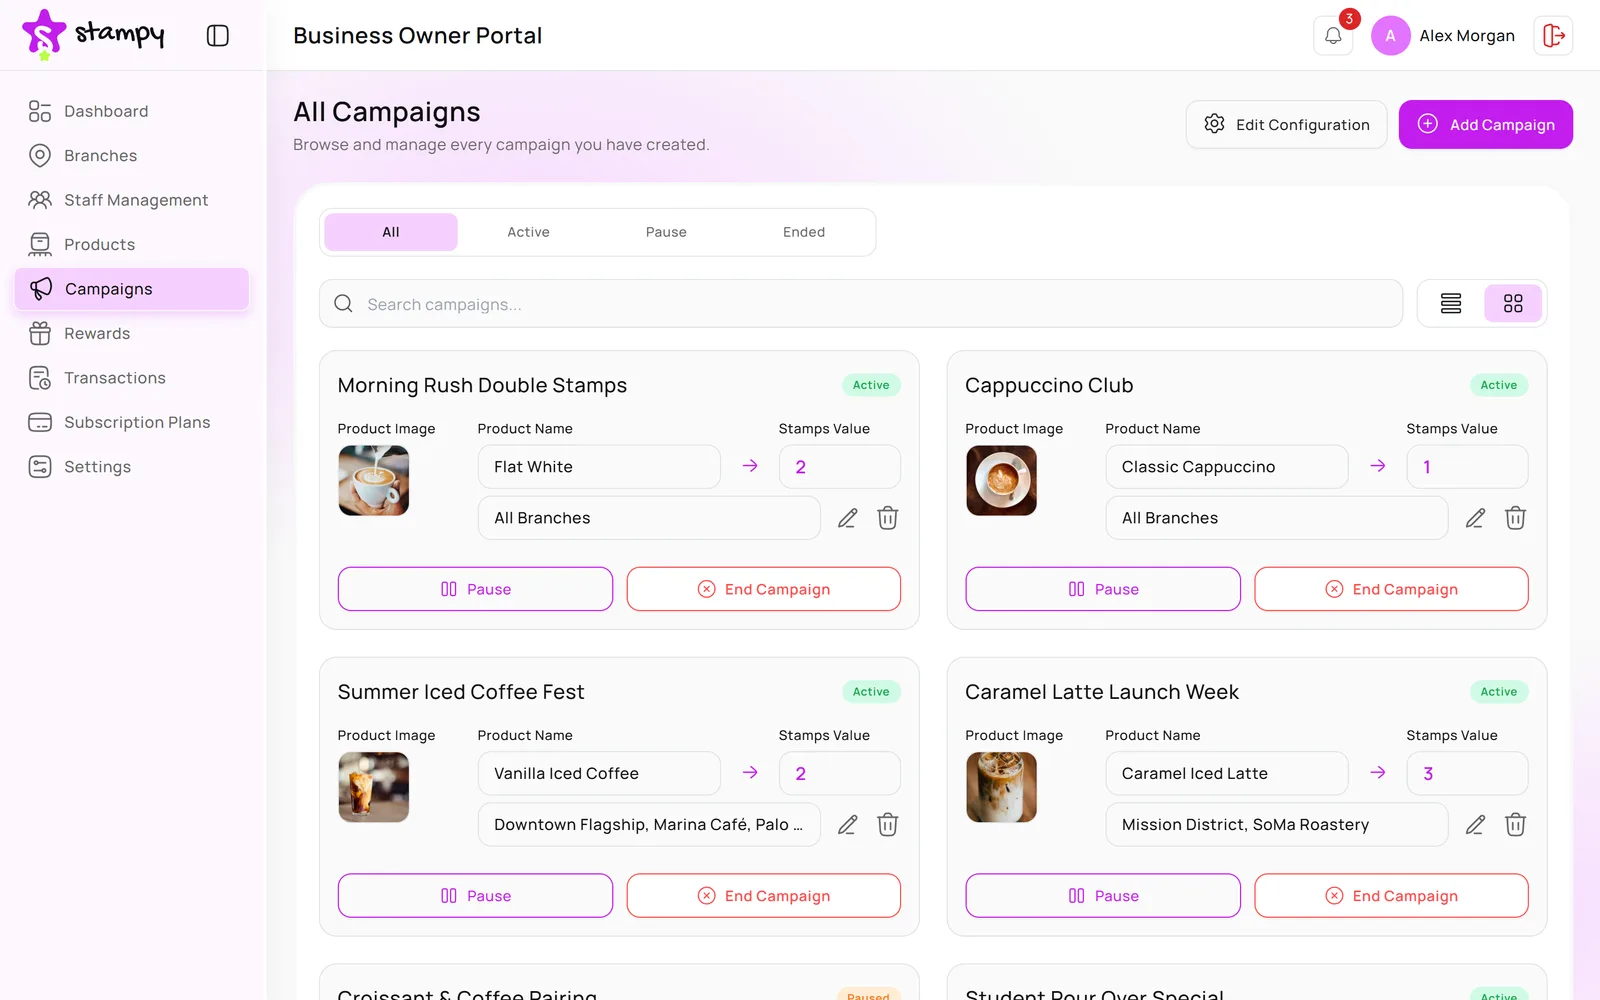 stampy
Business Owner Portal
3
A
Alex Morgan
Dashboard
Branches
Staff Management
Products
Campaigns
Rewards
Transactions
Subscription Plans
Settings
All Campaigns
Browse and manage every campaign you have created.
Edit Configuration
Add Campaign
All
Active
Pause
Ended
Search campaigns...
Morning Rush Double Stamps
Active
Product Image
Product Name
Stamps Value
Flat White
2
All Branches
Pause
End Campaign
Cappuccino Club
Active
Product Image
Product Name
Stamps Value
Classic Cappuccino
1
All Branches
Pause
End Campaign
Summer Iced Coffee Fest
Active
Product Image
Product Name
Stamps Value
Vanilla Iced Coffee
2
Downtown Flagship, Marina Café, Palo ...
Pause
End Campaign
Caramel Latte Launch Week
Active
Product Image
Product Name
Stamps Value
Caramel Iced Latte
3
Mission District, SoMa Roastery
Pause
End Campaign
Croissant & Coffee Pairing
Paused
Student Pour Over Special
Active